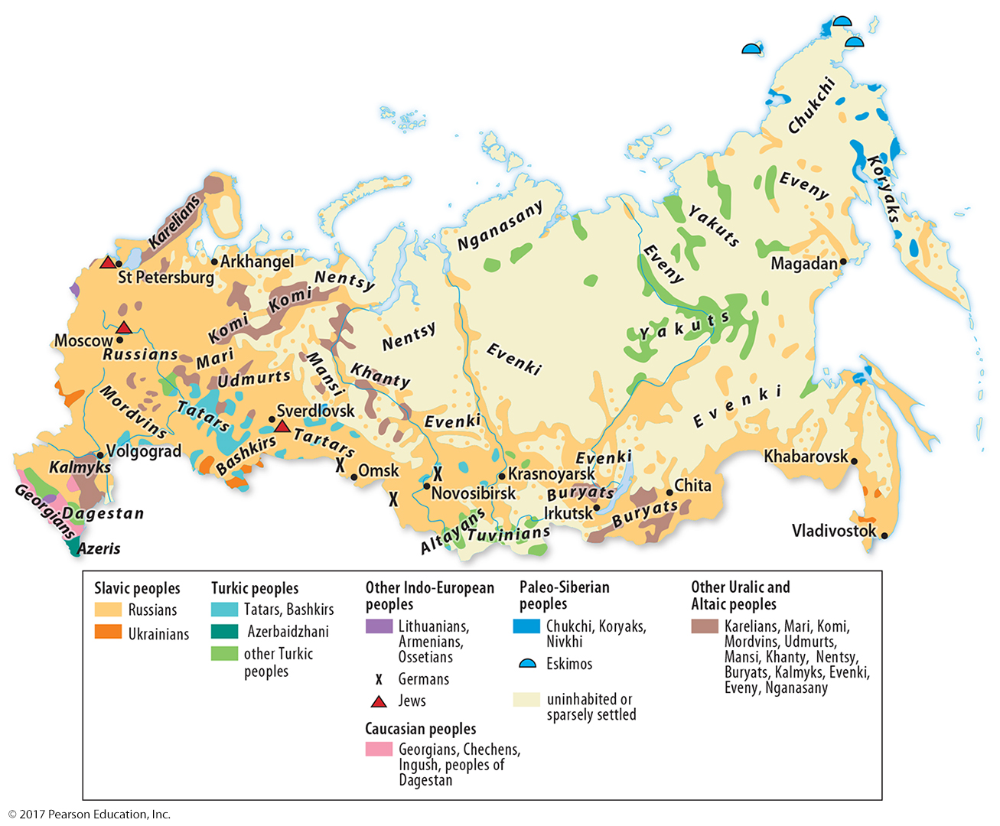 Chukchi
Koryaks
Eveny
Yakuts
Karelians
Nganasany
Arkhangel
St Petersburg
Magadan
Eveny
Nentsy
Komi
Komi
Yakuts
Moscow
Russians
Nentsy
Mari
Evenki
Udmurts
Mansi
Khanty
Mordvins
Tatars
Sverdlovsk
Evenki
Evenki
Tartars
Bashkirs
Volgograd
Kalmyks
X
Omsk
X
Krasnoyarsk
Evenki
Khabarovsk
Novosibirsk
X
Chita
Buryats
Irkutsk
Buryats
Georgians
Dagestan
Azeris
Altayans
Tuvinians
Vladivostok
Slavic peoples
Russians
Ukrainians
Turkic peoples
Tatars, Bashkirs
Azerbaidzhani
other Turkic
peoples
Other Indo-European
peoples
Lithuanians,
Armenians,
Ossetians
X Germans
Jews
Caucasian peoples
Georgians, Chechens,
Ingush, peoples of
Dagestan
Paleo-Siberian
peoples
Chukchi, Koryaks,
Nivkhi
Eskimos
uninhabited or
sparsely settled
Other Uralic and
Altaic peoples
Karelians, Mari, Komi,
Mordvins, Udmurts,
Mansi, Khanty, Nentsy,
Buryats, Kalmyks, Evenki,
Eveny, Nganasany
© 2017 Pearson Education, Inc.